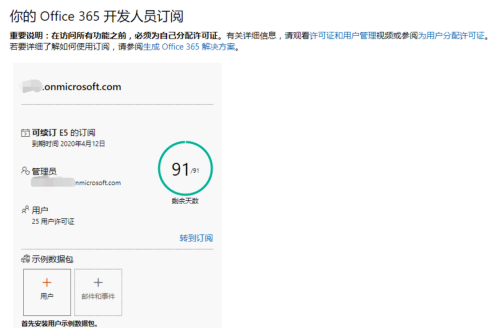 你的 Office 365 开发人员订阅
重要说明：在访问所有功能之前，必须为自己分配许可证。有关详细信息，请观看许可证和用户管理视频或参阅为用户分配许可证。
若要详细了解如何使用订阅，请参阅生成 Office 365 解决方案。
.onmicrosoft.com
可续订 E5 的订阅
到期时间 2020年4月12日
91/91
剩余天数
管理员
nmicrosoft.com
用户
25 用户许可证
转到订阅
示例数据包
用户
邮件和事件
首先安装用户示例数据包。